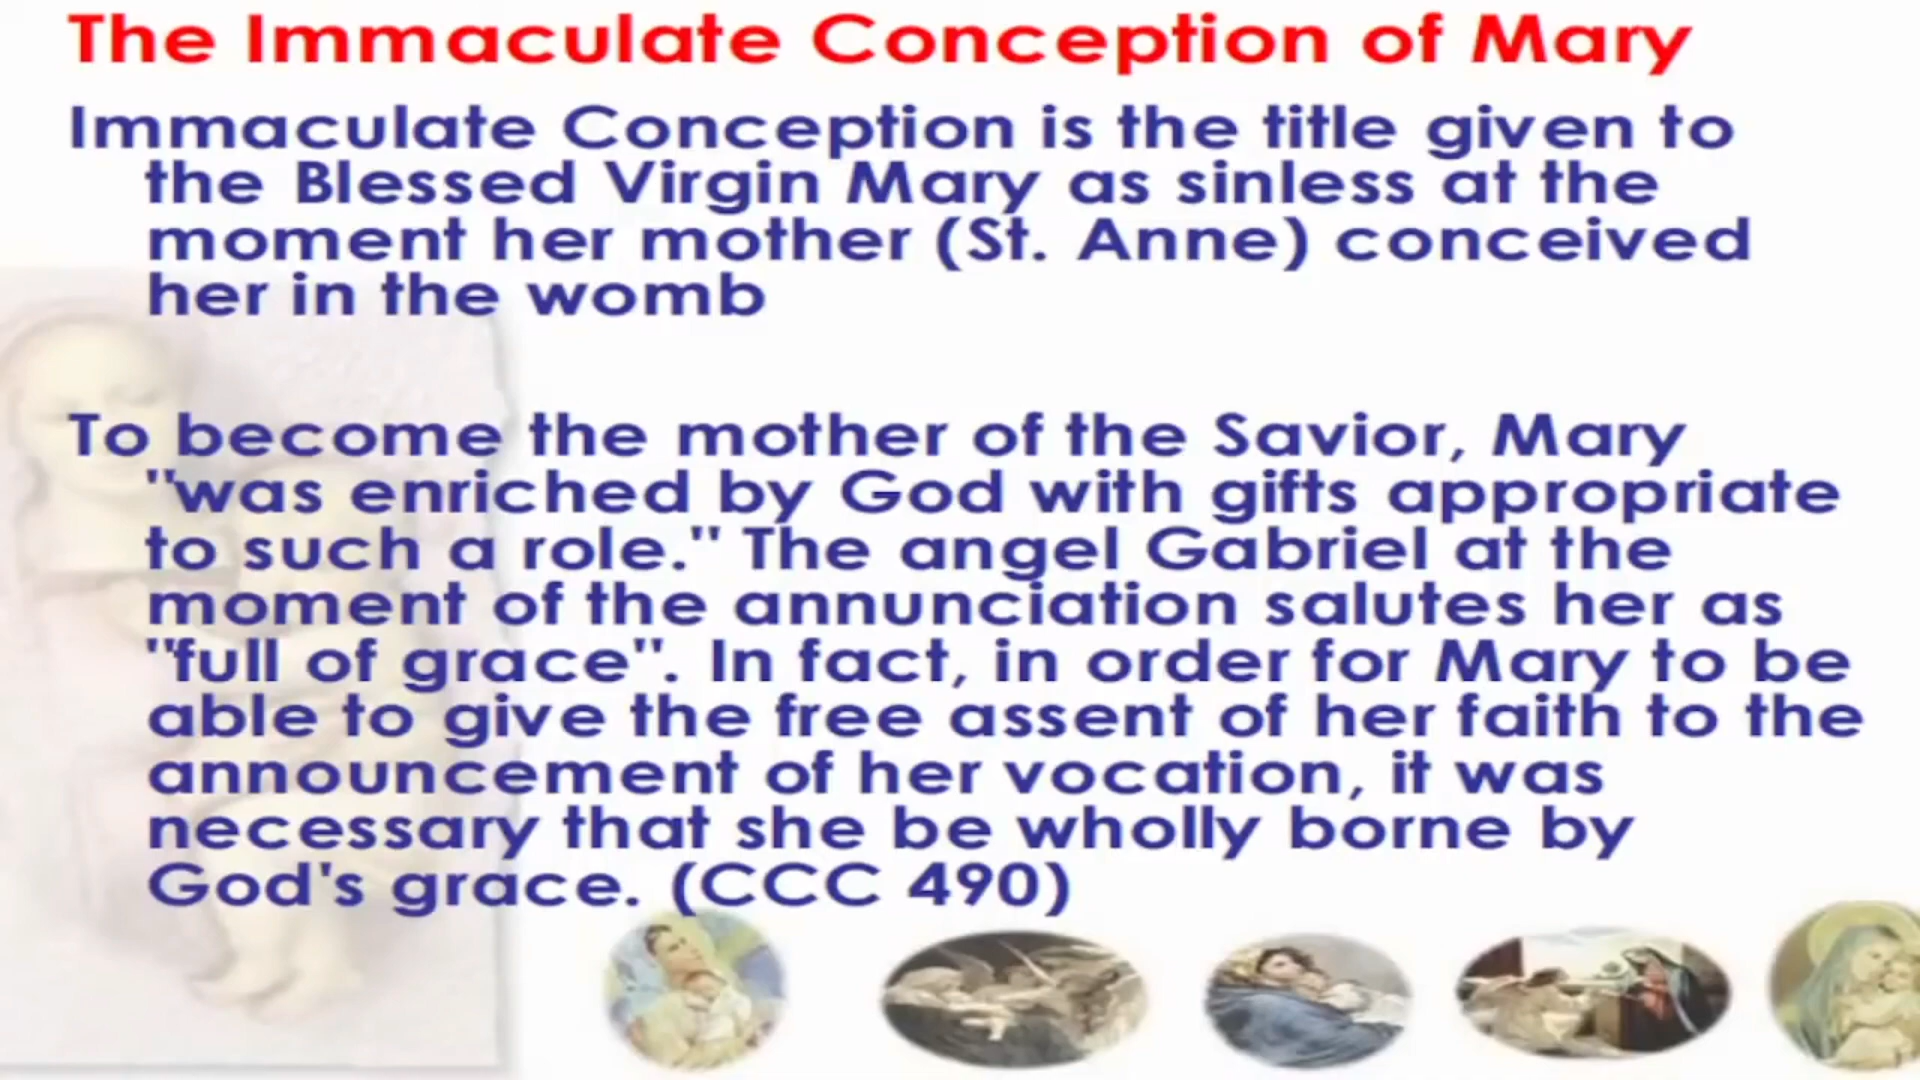 The Immaculate Conception of Mary
Immaculate Conception is the title given to
the Blessed Virgin Mary as sinless at the
moment her mother (St. Anne) conceived
her in the womb
To become the mother of the Savior, Mary
"was enriched by God with gifts appropriate
to such a role." The angel Gabriel at the
moment of the annunciation salutes her as
"full of grace". In fact, in order for Mary to be
able to give the free assent of her faith to the
announcement of her vocation, it was
necessary that she be wholly borne by
God's grace. (CCC 490)